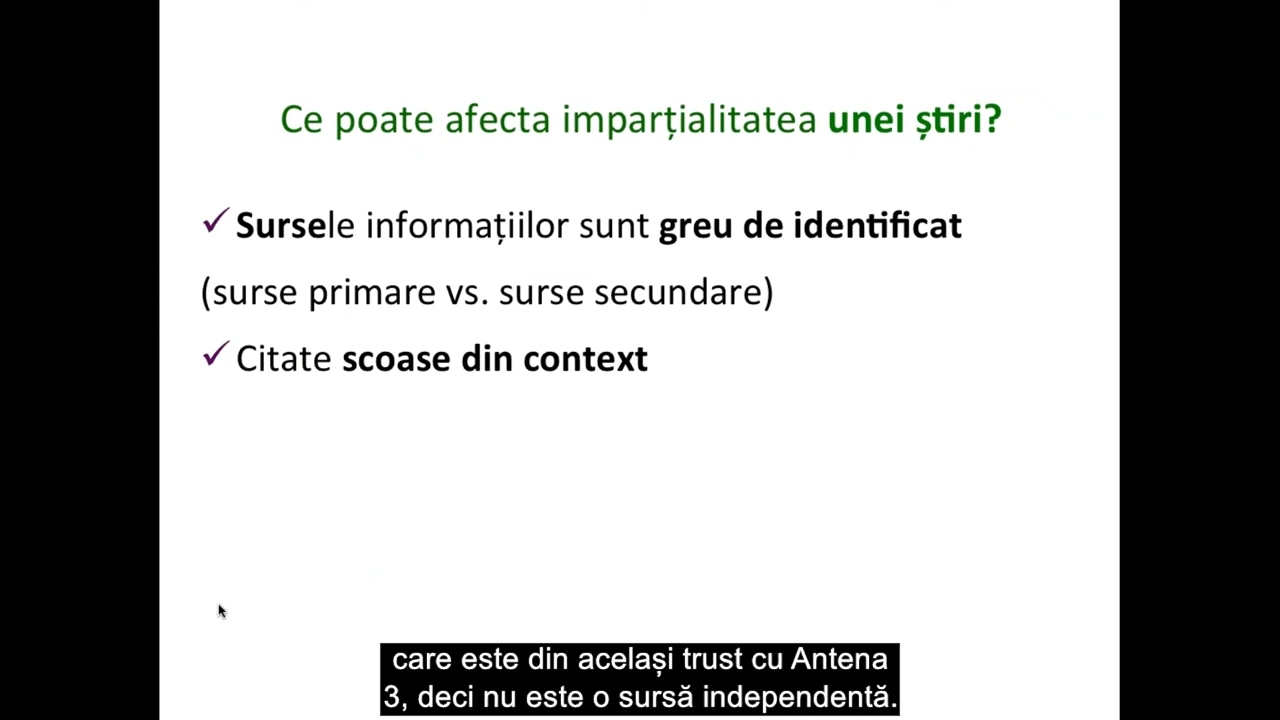 Ce poate afecta imparțialitatea unei știri?
✓ Sursele informațiilor sunt greu de identificat
(surse primare vs. surse secundare)
✓ Citate scoase din context
care este din același trust cu Antena
3, deci nu este o sursă independentă.